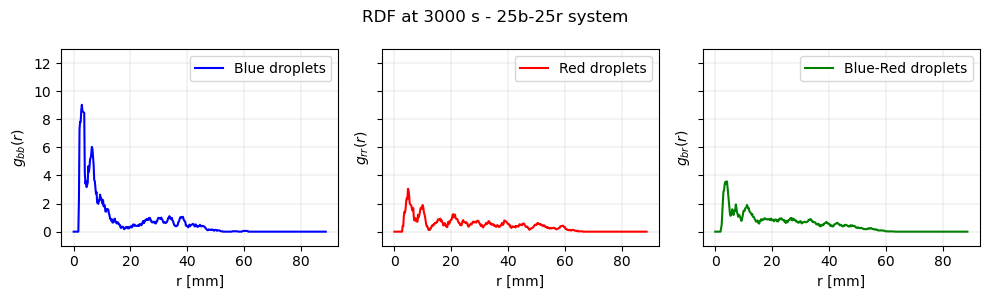 RDF at 3000 s - 25b-25r system
12
10
8
6
4
2
0
g_bb(r)
Blue droplets
0 20 40 60 80
r [mm]
g_rr(r)
Red droplets
0 20 40 60 80
r [mm]
g_br(r)
Blue-Red droplets
0 20 40 60 80
r [mm]